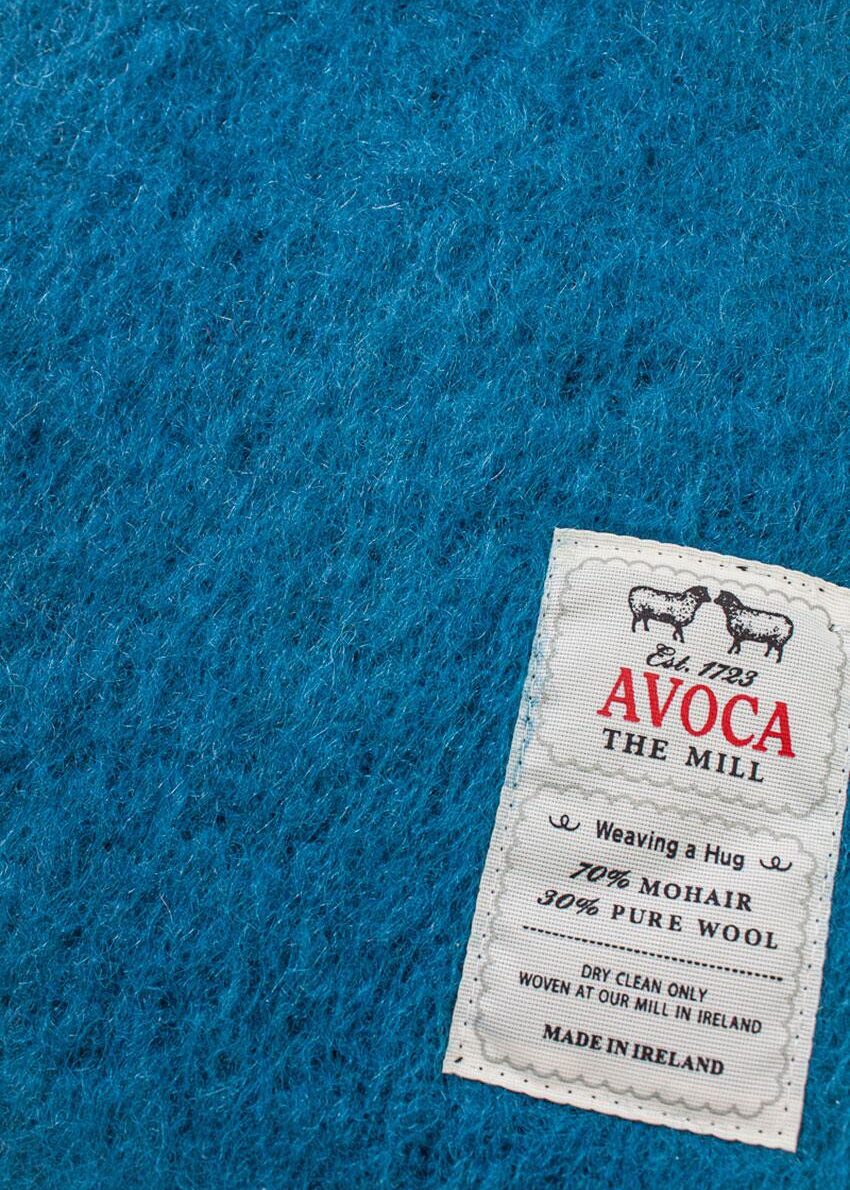 Est. 1723
AVOCA
THE MILL
Weaving a Hug
70% MOHAIR
30% PURE WOOL
DRY CLEAN ONLY
WOVEN AT OUR MILL IN IRELAND
MADE IN IRELAND